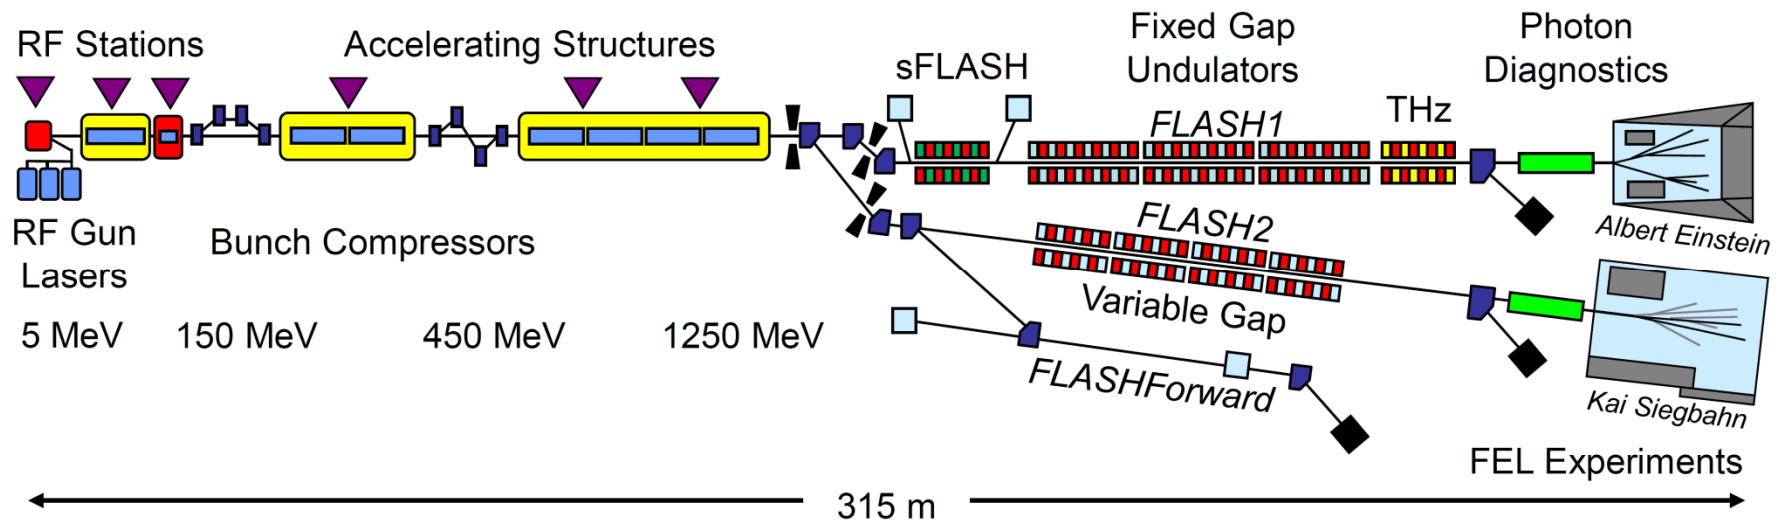 RF Stations
Accelerating Structures
sFLASH
Fixed Gap
Undulators
Photon
Diagnostics
THz
FLASH1
Albert Einstein
RF Gun
Lasers
Bunch Compressors
FLASH2
Variable Gap
5 MeV
150 MeV
450 MeV
1250 MeV
FLASHForward
Kai Siegbahn
FEL Experiments
315 m